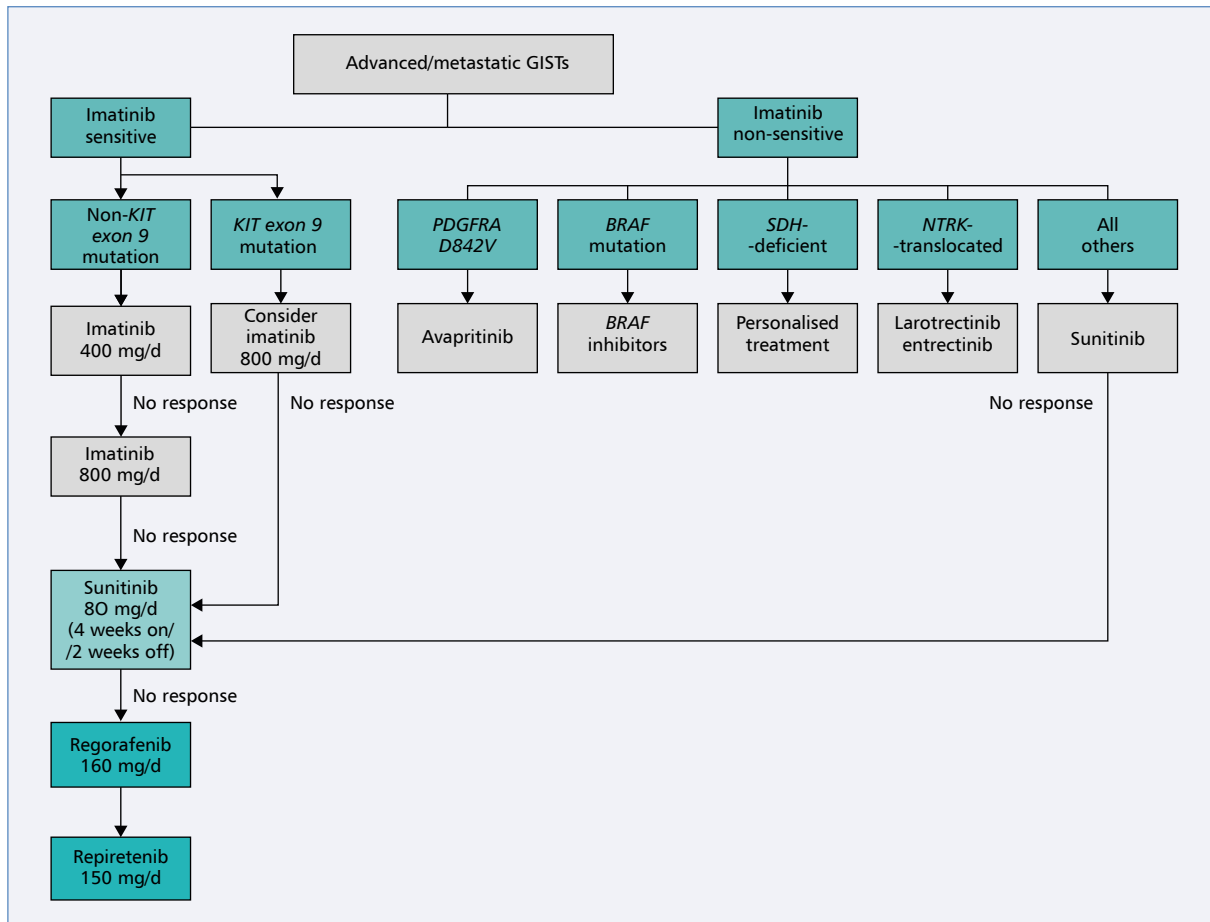 Advanced/metastatic GISTs
Imatinib
sensitive
Imatinib
non-sensitive
Non-KIT
exon 9
mutation
KIT exon 9
mutation
PDGFRA
D842V
BRAF
mutation
SDH-
-deficient
NTRK-
-translocated
All
others
Imatinib
400 mg/d
Consider
imatinib
800 mg/d
Avapritinib
BRAF
inhibitors
Personalised
treatment
Larotrectinib
entrectinib
Sunitinib
No response
No response
No response
Imatinib
800 mg/d
No response
Sunitinib
8O mg/d
(4 weeks on/
/2 weeks off)
No response
Regorafenib
160 mg/d
Repiretenib
150 mg/d